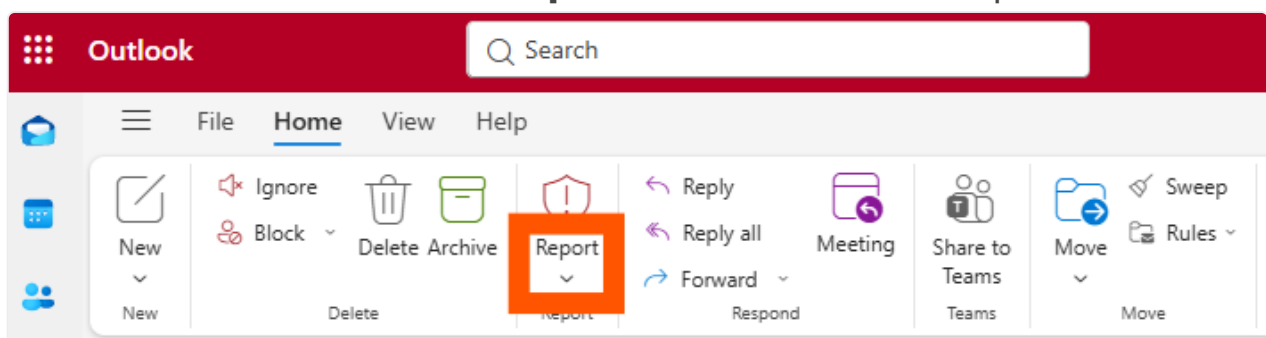 Outlook
Search
File Home View Help
New
New
Ignore
Block
Delete
Archive
Delete
Report
Report
Reply
Reply all
Forward
Meeting
Respond
T
Share to
Teams
Teams
Move
Sweep
Rules
Move